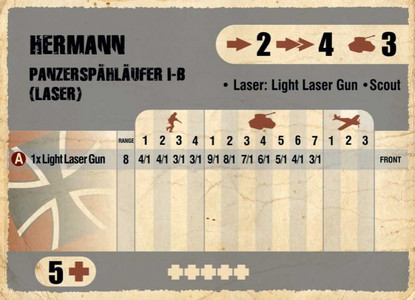 HERMANN
2 4 3
PANZERSPÄHLÄUFER I-B
(LASER)
• Laser: Light Laser Gun • Scout
RANGE 1 2 3 4 1 2 3 4 5 6 7 1 2 3
A 1x Light Laser Gun 8 4/1 4/1 3/1 3/1 9/1 8/1 7/1 6/1 5/1 4/1 3/1 FRONT
5